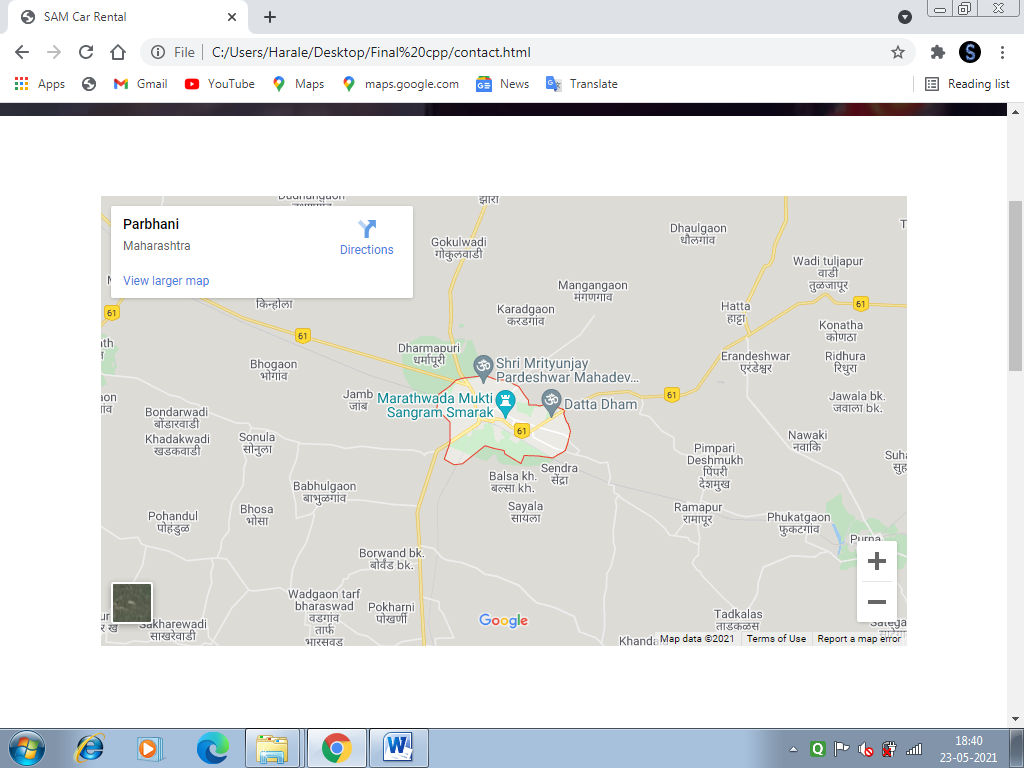 SAM Car Rental
File
C:/Users/Harale/Desktop/Final%20cpp/contact.html
Apps
Gmail
YouTube
Maps
maps.google.com
News
Translate
Reading list
Parbhani
Maharashtra
Directions
View larger map
झारी
Gokulwadi
गोकुलवाडी
Dhaulgaon
धौलगाव
Wadi tuljapur
वाडी
तुळजापूर
किन्होळा
Mangangaon
मंगणगाव
Karadgaon
करडगांव
Hatta
हाट्टा
61
61
61
Konatha
कोणठा
Dharmapuri
धर्मापूरी
Bhogaon
भोगाव
Shri Mrityunjay
Pardeshwar Mahadev...
Erandeshwar
एरंडेश्वर
Ridhura
रिधुरा
Jamb
जांब
Marathwada Mukti
Sangram Smarak
Datta Dham
61
61
Jawala bk.
जवाला bk.
Bondarwadi
बोंडारवाडी
Khadakwadi
खडकवाडी
Sonula
सोनुला
Nawaki
नवाकि
Pimpari
Deshmukh
पिंपरी
देशमुख
Balsa kh.
बल्सा kh.
Sendra
सेंद्रा
Babhulgaon
बाभुळगांव
Sayala
सायला
Ramapur
रामापूर
Pohandul
पोहंडुळ
Bhosa
भोसा
Phukatgaon
फुकटगांव
Purna
Borwand bk.
बोर्वंड bk.
Wadgaon tarf
bharaswad
वडगांव
तार्फ
भारसवड
Pokharni
पोखर्णी
Sakharewadi
साखरेवाडी
Tadkalas
ताडकळस
Google
Map data ©2021
Terms of Use
Report a map error
18:40
23-05-2021